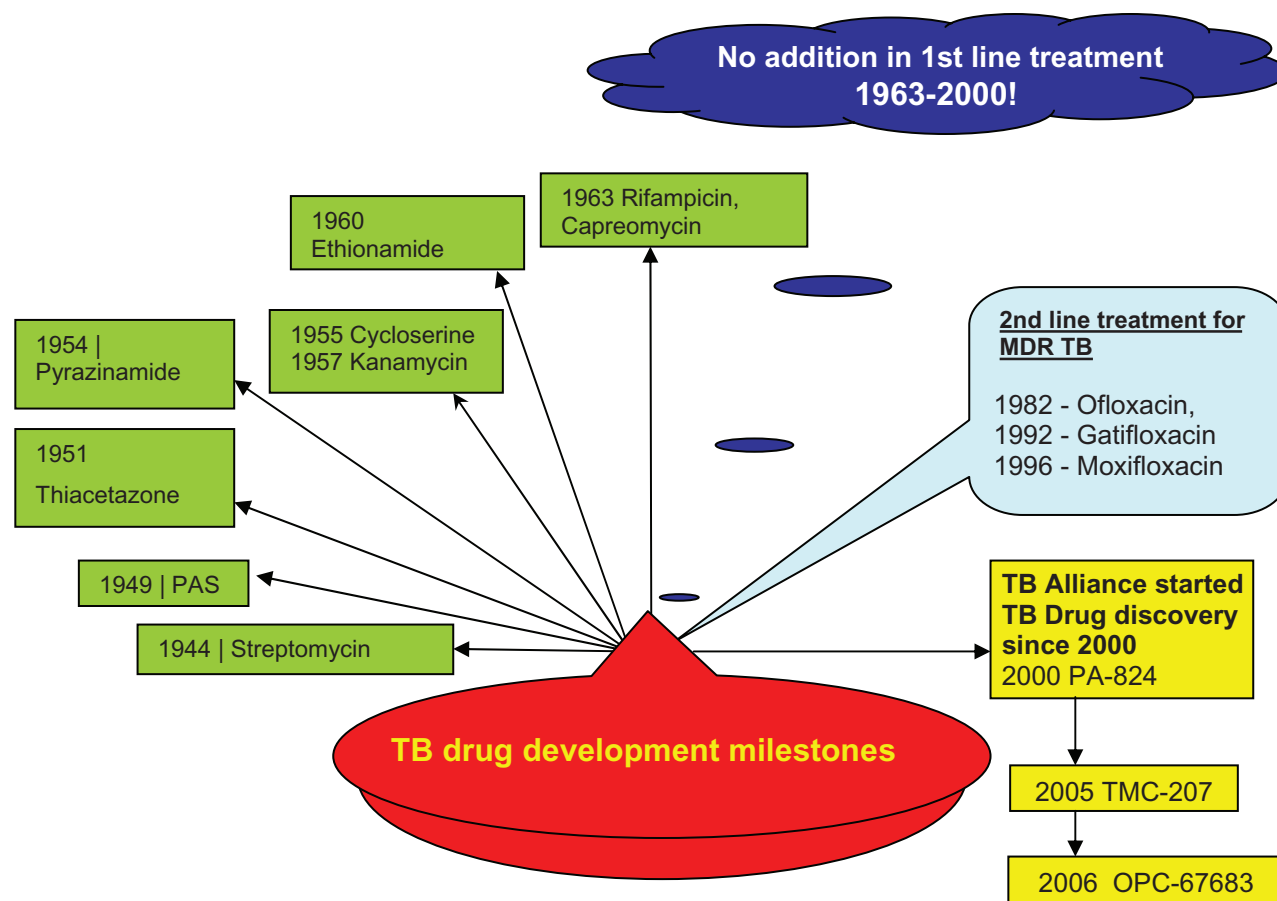 No addition in 1st line treatment
1963-2000!
1963 Rifampicin,
Capreomycin
1960
Ethionamide
1955 Cycloserine
1957 Kanamycin
1954 |
Pyrazinamide
1951
Thiacetazone
1949 | PAS
1944 | Streptomycin
2nd line treatment for
MDR TB
1982 - Ofloxacin,
1992 - Gatifloxacin
1996 - Moxifloxacin
TB Alliance started
TB Drug discovery
since 2000
2000 PA-824
2005 TMC-207
2006 OPC-67683
TB drug development milestones